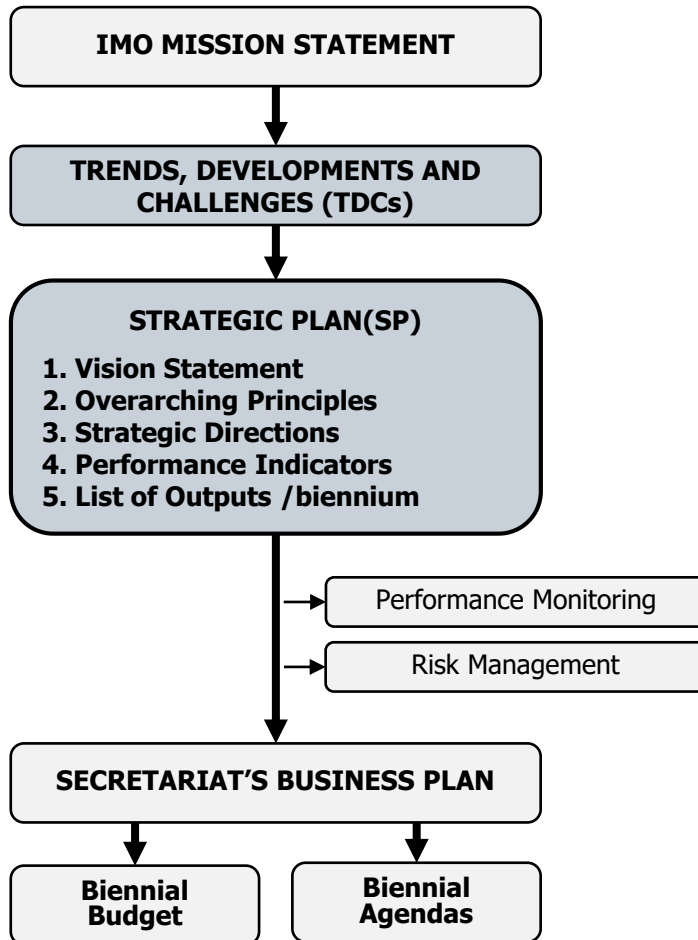 IMO MISSION STATEMENT
TRENDS, DEVELOPMENTS AND
CHALLENGES (TDCs)
STRATEGIC PLAN(SP)
1. Vision Statement
2. Overarching Principles
3. Strategic Directions
4. Performance Indicators
5. List of Outputs /biennium
Performance Monitoring
Risk Management
SECRETARIAT’S BUSINESS PLAN
Biennial
Budget
Biennial
Agendas